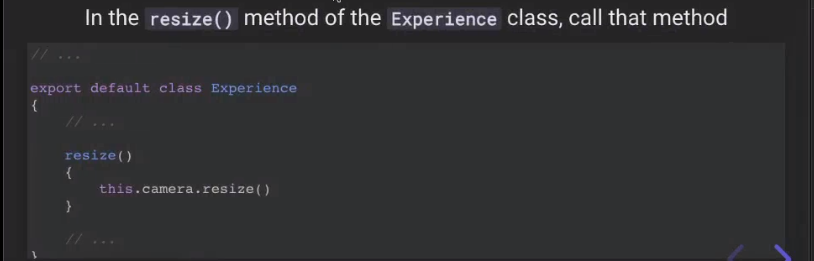 In the resize() method of the Experience class, call that method
// ...
export default class Experience
{
// ...
resize()
{
this.camera.resize()
}
// ...
}